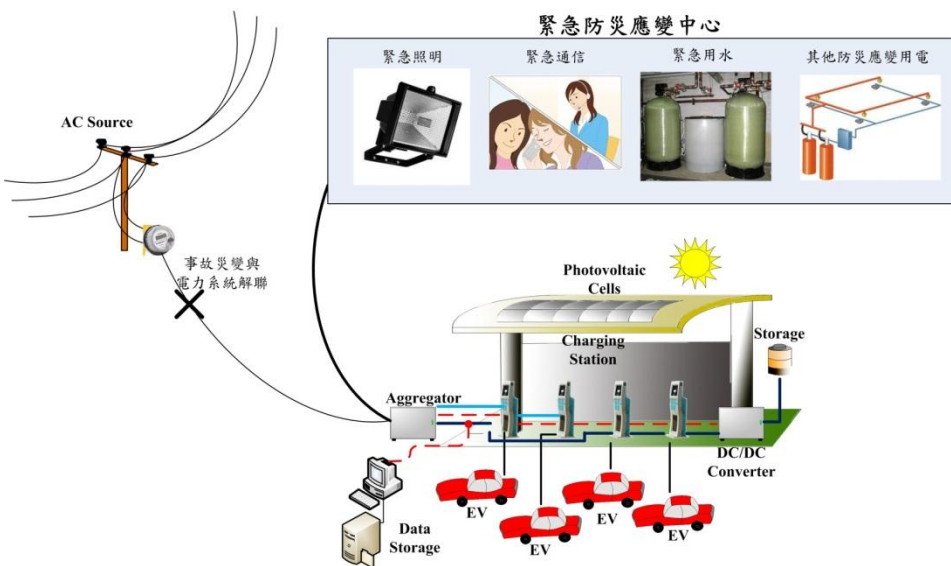 緊急防災應變中心
緊急照明
緊急通信
緊急用水
其他防災應變用電
AC Source
事故災變與
電力系統解聯
Photovoltaic
Cells
Charging
Station
Storage
Aggregator
DC/DC
Converter
EV
EV
EV
EV
Data
Storage